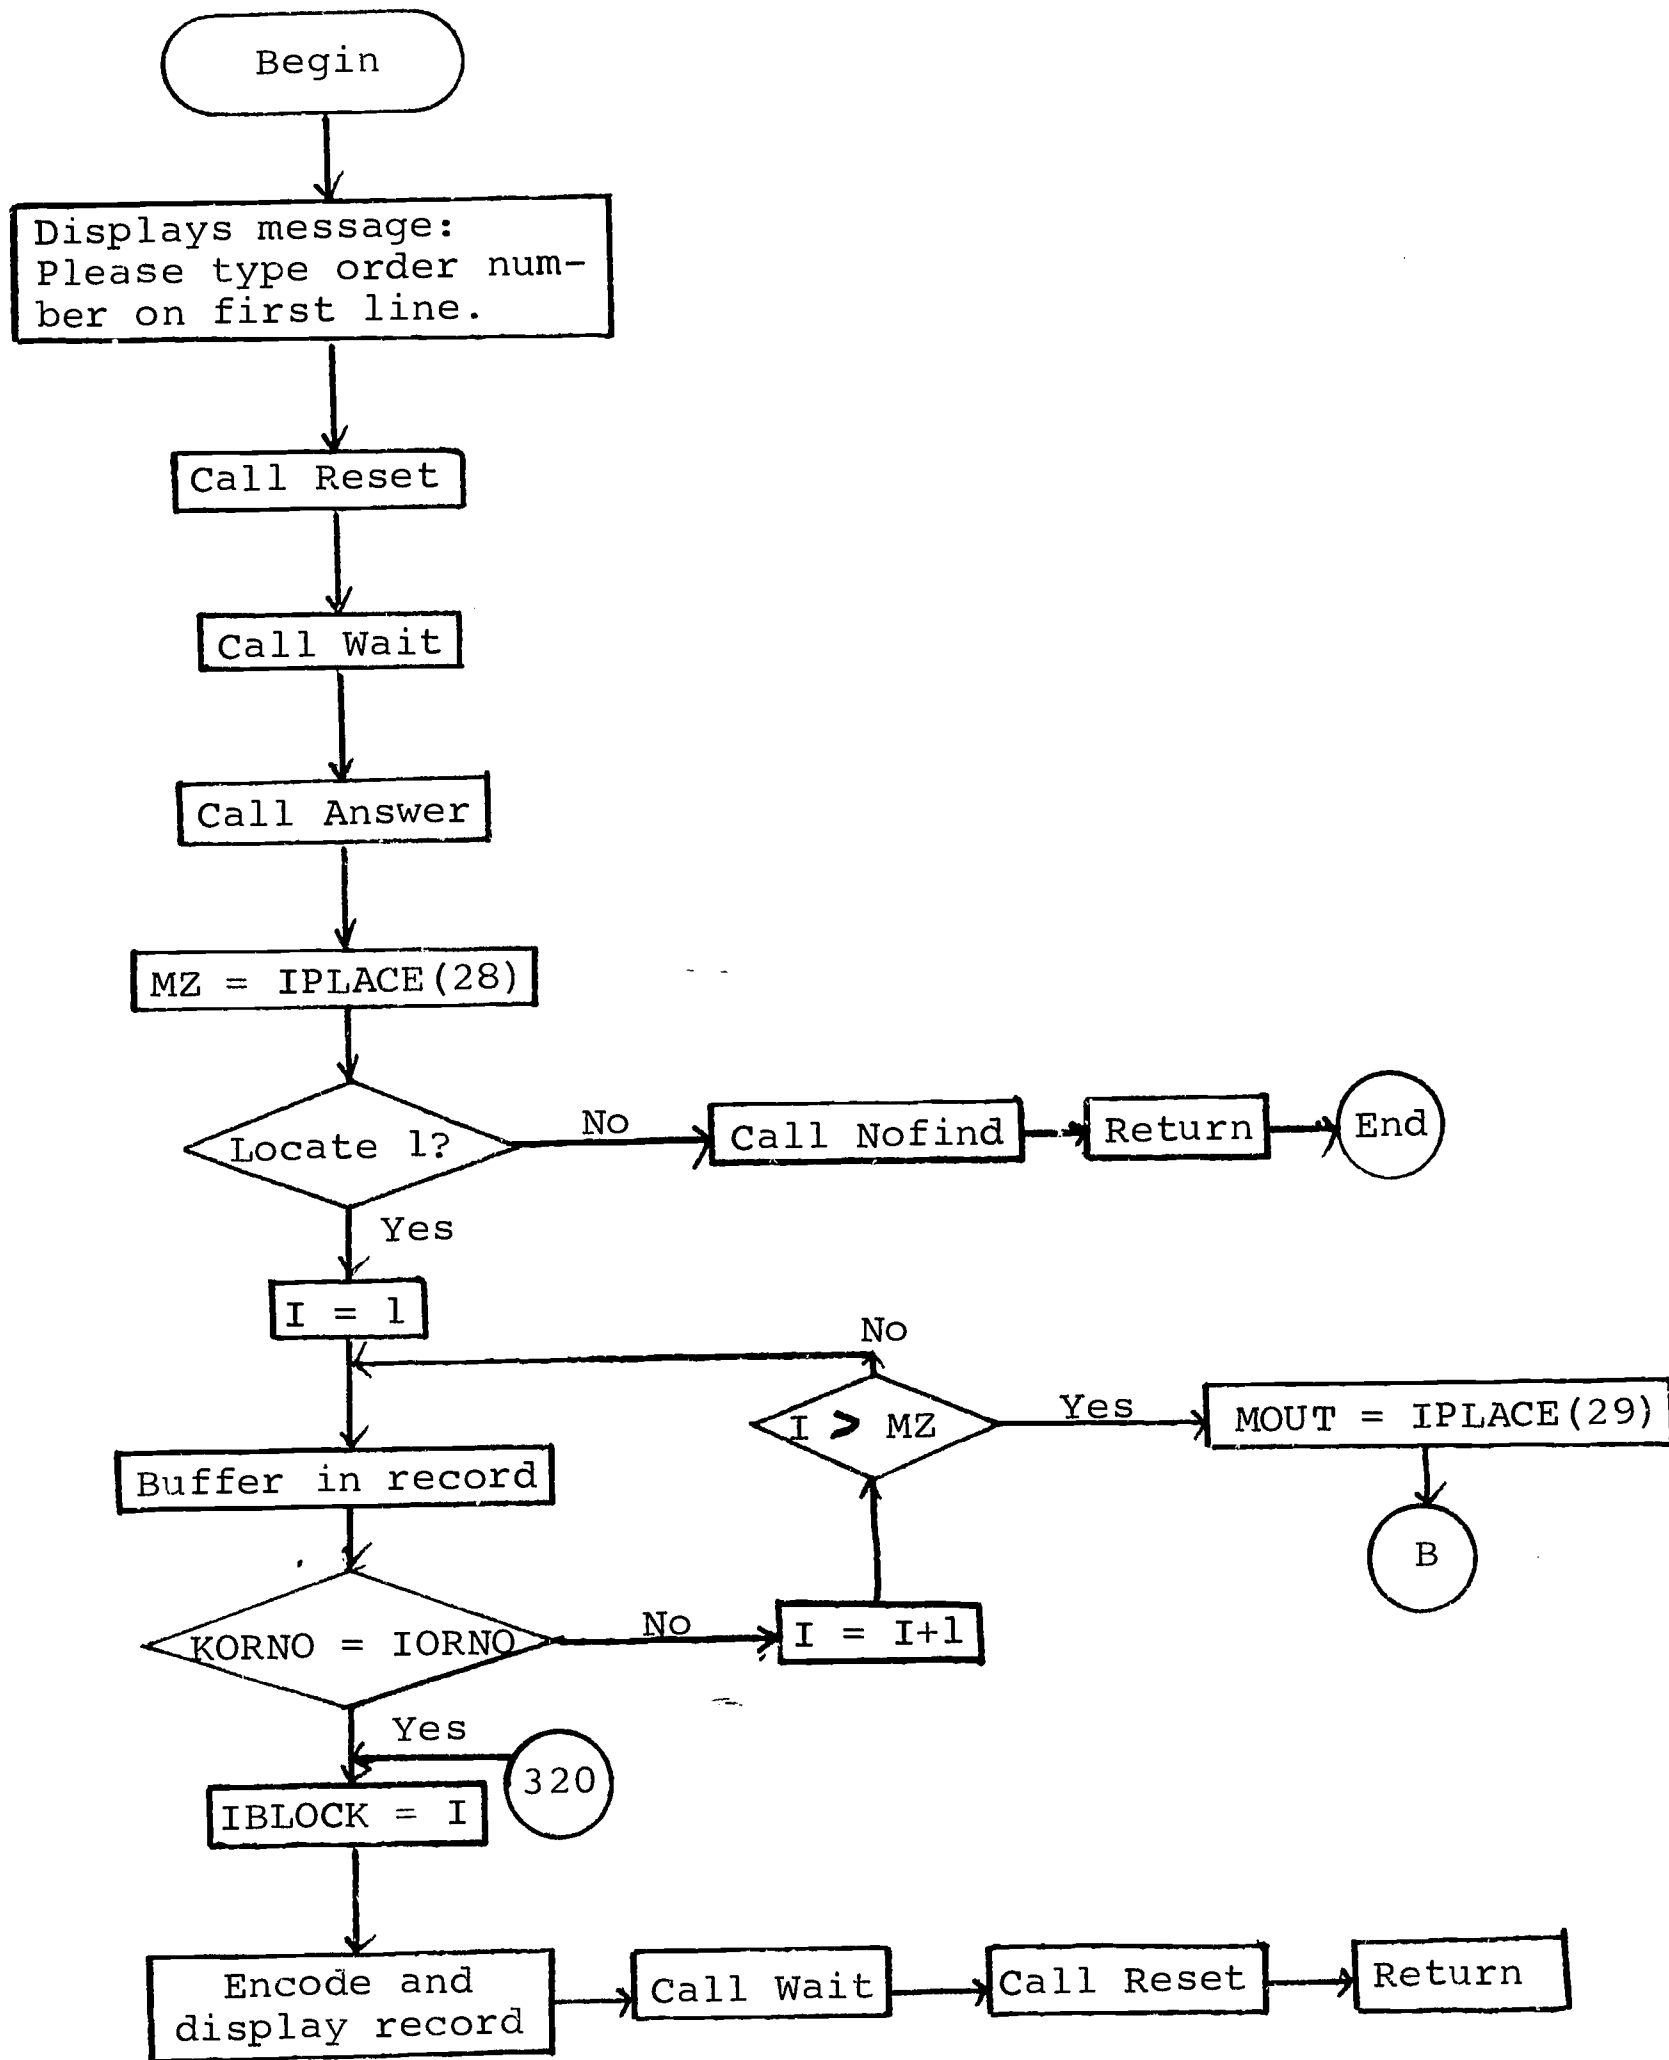 Begin
Displays message:
Please type order num-
ber on first line.
Call Reset
Call Wait
Call Answer
MZ = IPLACE(28)
Locate 1?
No
Call Nofind
Return
End
Yes
I = 1
No
I > MZ
Yes
MOUT = IPLACE(29)
B
Buffer in record
KORNO = IORNO
No
I = I+1
Yes
320
IBLOCK = I
Encode and
display record
Call Wait
Call Reset
Return